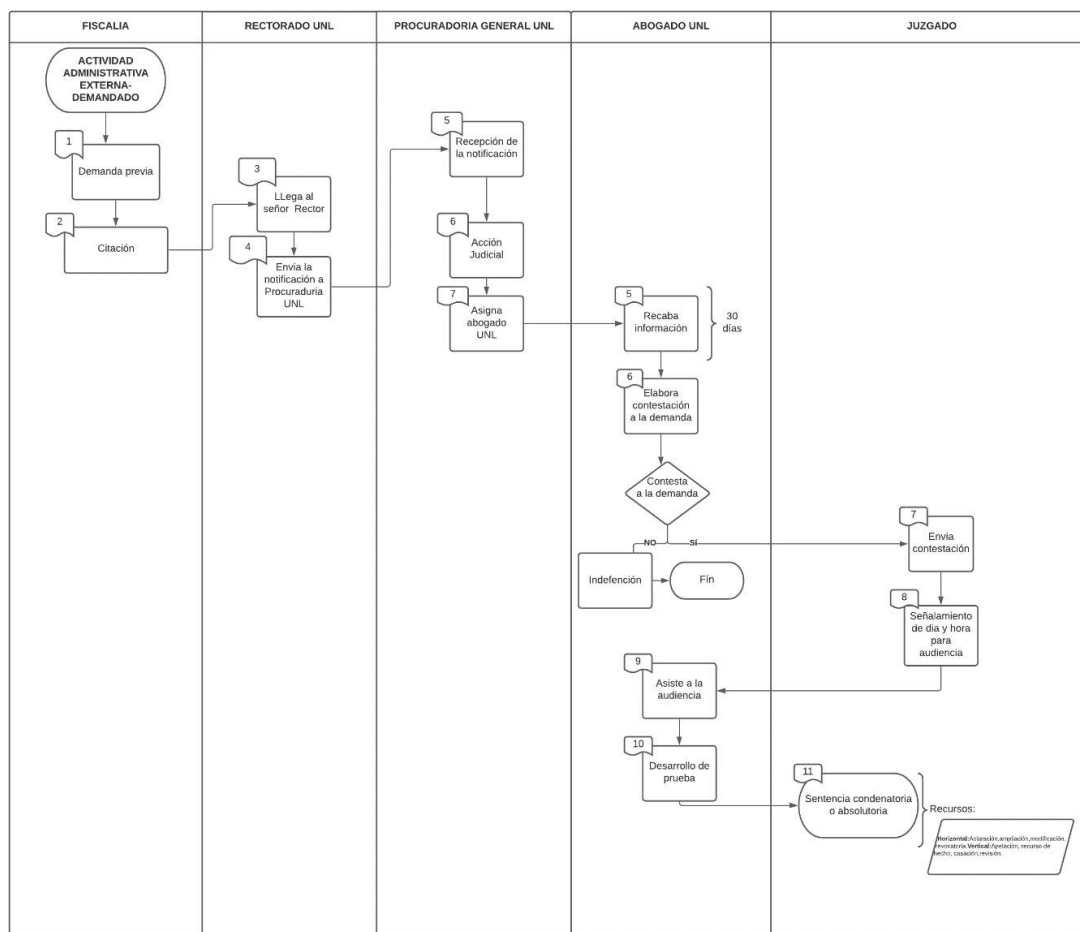 FISCALIA
RECTORADO UNL
PROCURADORIA GENERAL UNL
ABOGADO UNL
JUZGADO
ACTIVIDAD
ADMINISTRATIVA
EXTERNA-
DEMANDADO
1
Demanda previa
2
Citación
3
LLega al
señor Rector
4
Envia la
notificación a
Procuraduria
UNL
5
Recepción de
la notificación
6
Acción
Judicial
7
Asigna
abogado
UNL
5
Recaba
información
30
días
6
Elabora
contestación
a la demanda
Contesta
a la demanda
NO
SÍ
Indefención
Fín
7
Envia
contestación
8
Señalamiento
de dia y hora
para
audiencia
9
Asiste a la
audiencia
10
Desarrollo de
prueba
11
Sentencia condenatoria
o absolutoria
Recursos:
Horizontal:Aclaración,ampliación,modificación,
revocatoria.Vertical:Apelación, recurso de
hecho, casación,revisión.